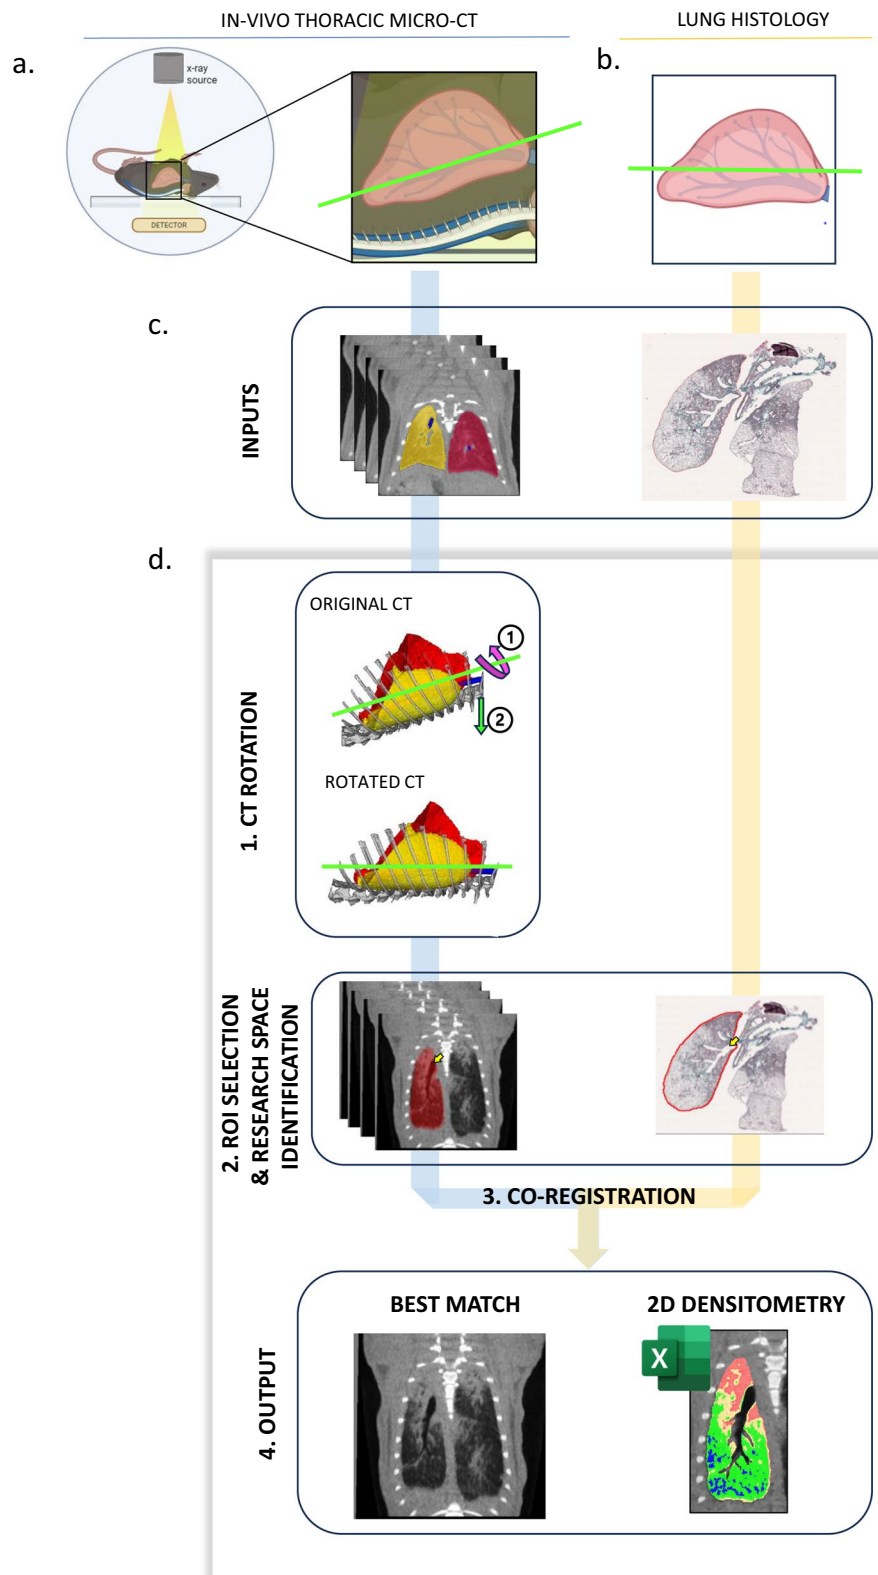 IN-VIVO THORACIC MICRO-CT
LUNG HISTOLOGY
a.
x-ray
source
DETECTOR
b.
c.
INPUTS
d.
1. CT ROTATION
ORIGINAL CT
1
2
ROTATED CT
2. ROI SELECTION
& RESEARCH SPACE
IDENTIFICATION
3. CO-REGISTRATION
4. OUTPUT
BEST MATCH
2D DENSITOMETRY
X